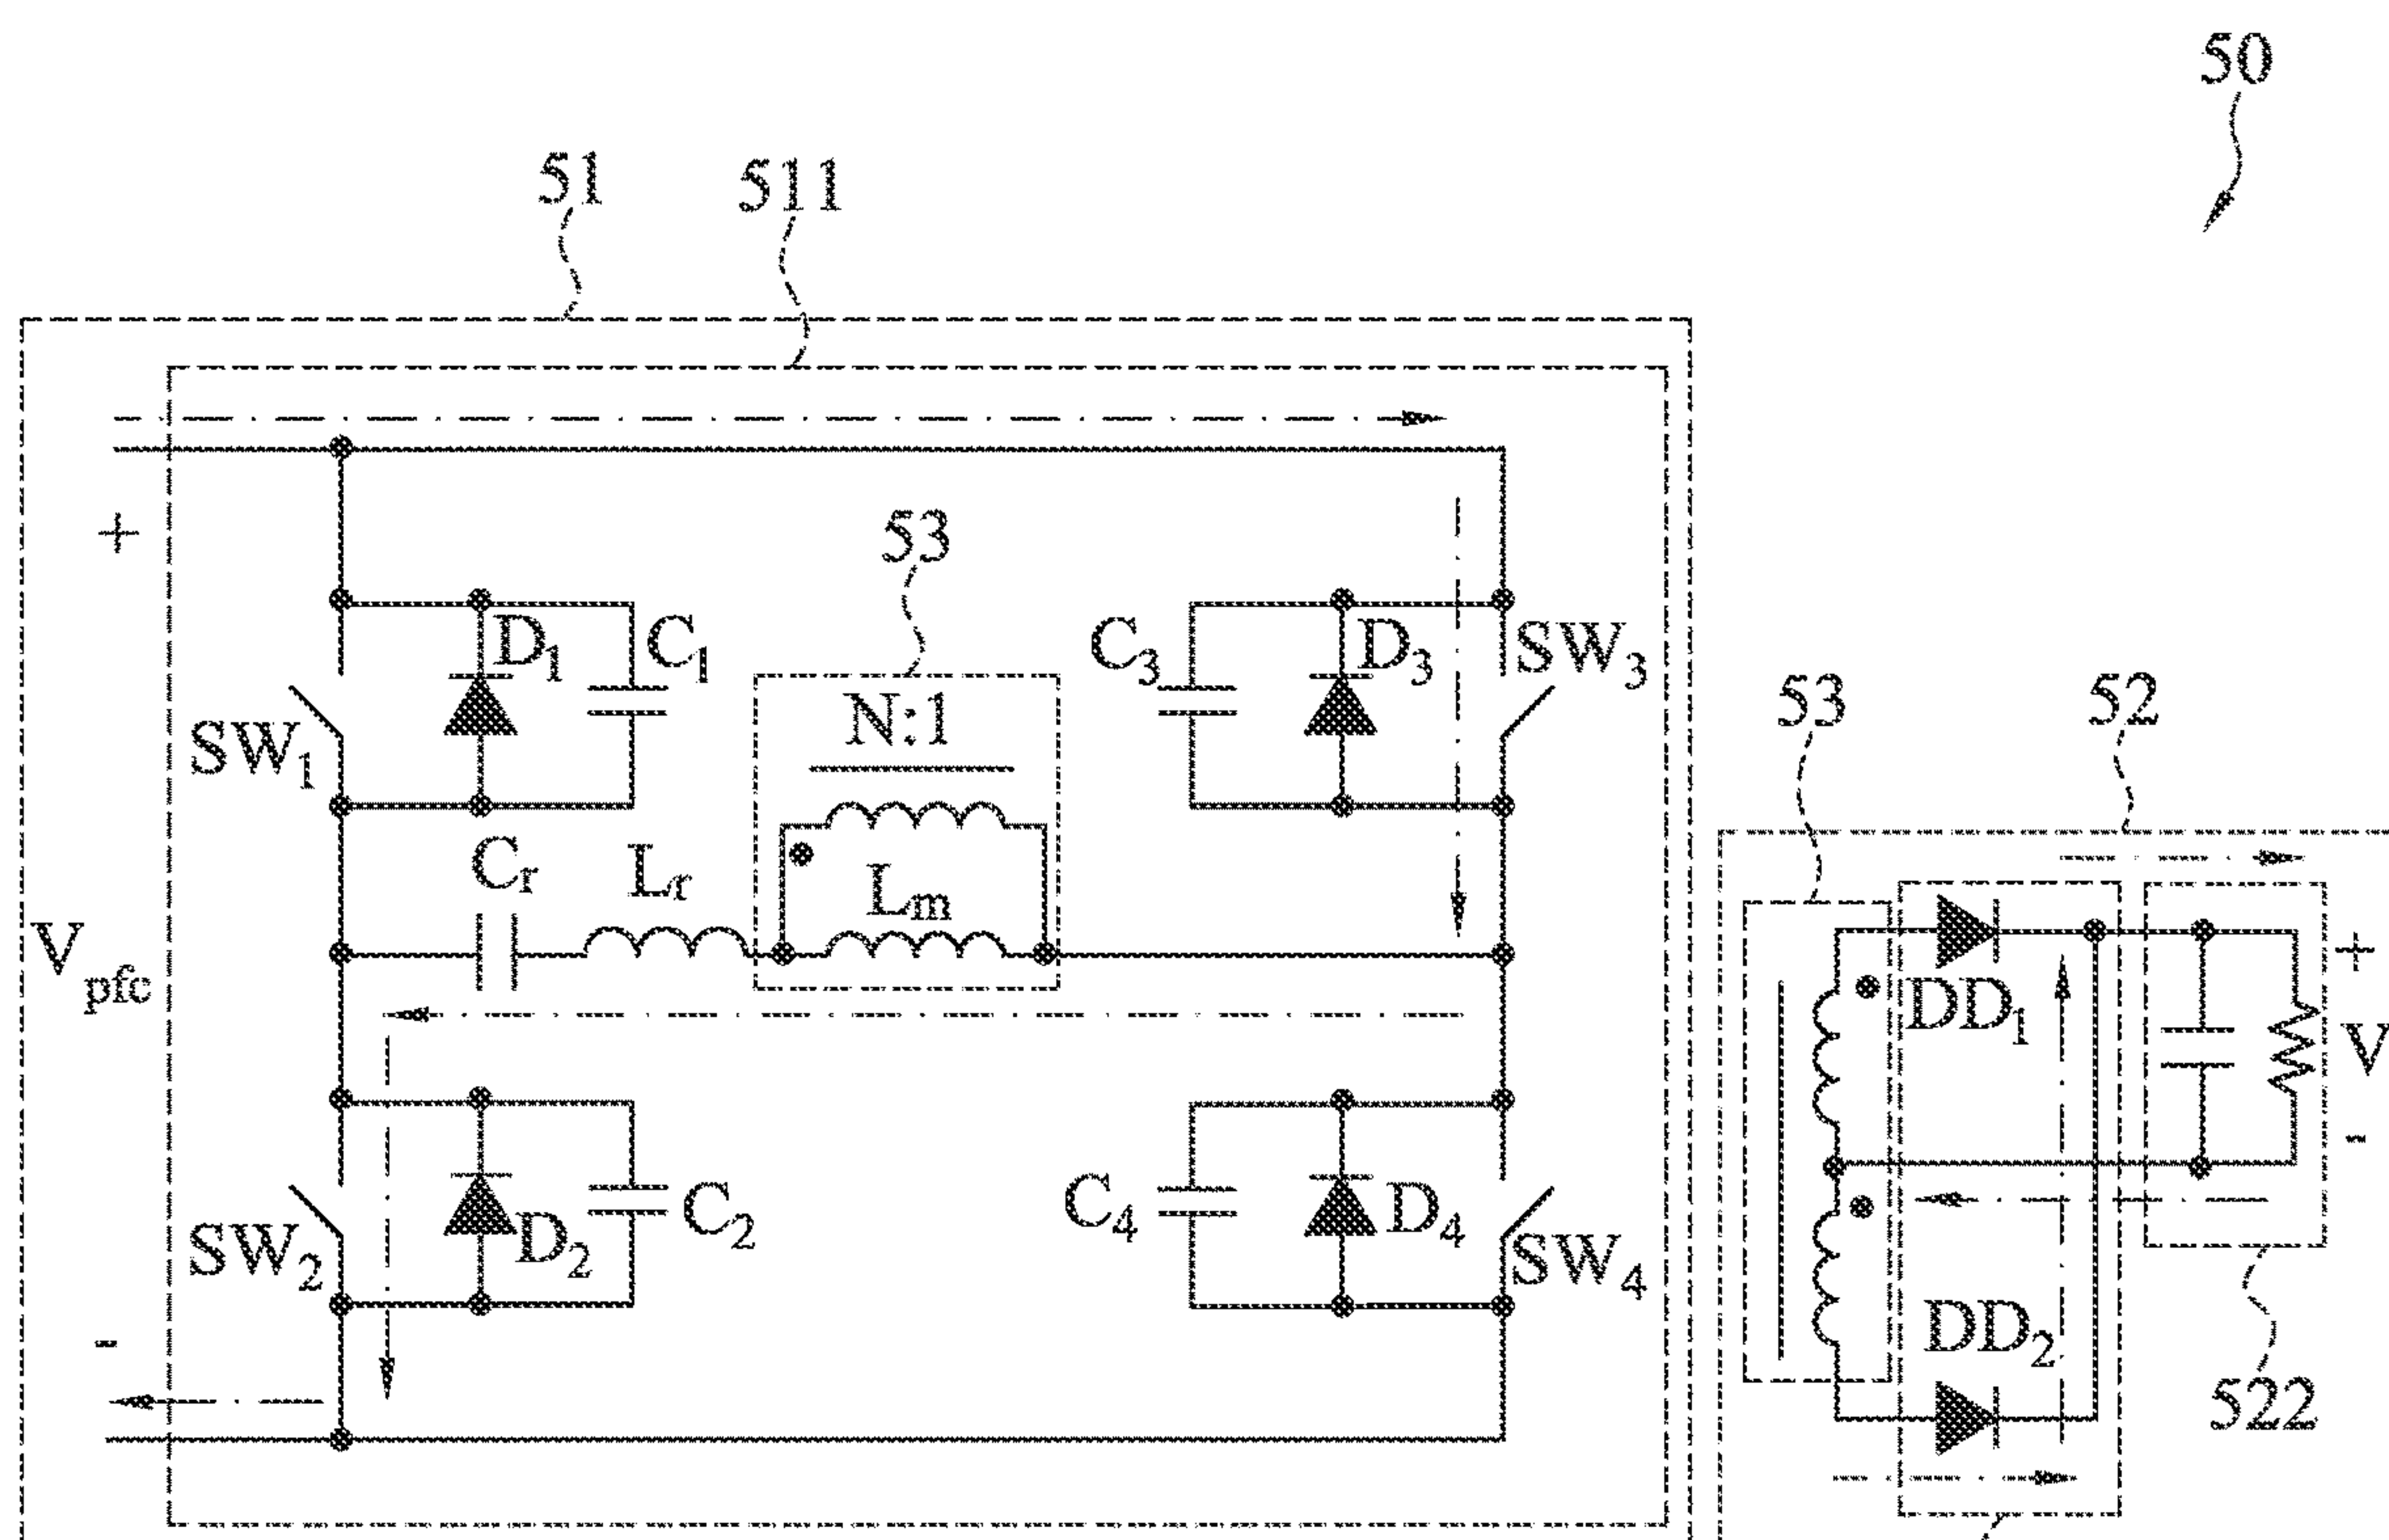 50
51
511
+
53
D1
C1
C3
D3
SW3
N:1
SW1
53
52
Cr
Lr
Lm
Vpfc
+
DD1
V
-
C2
C4
D4
SW2
D2
SW4
DD2
522
-